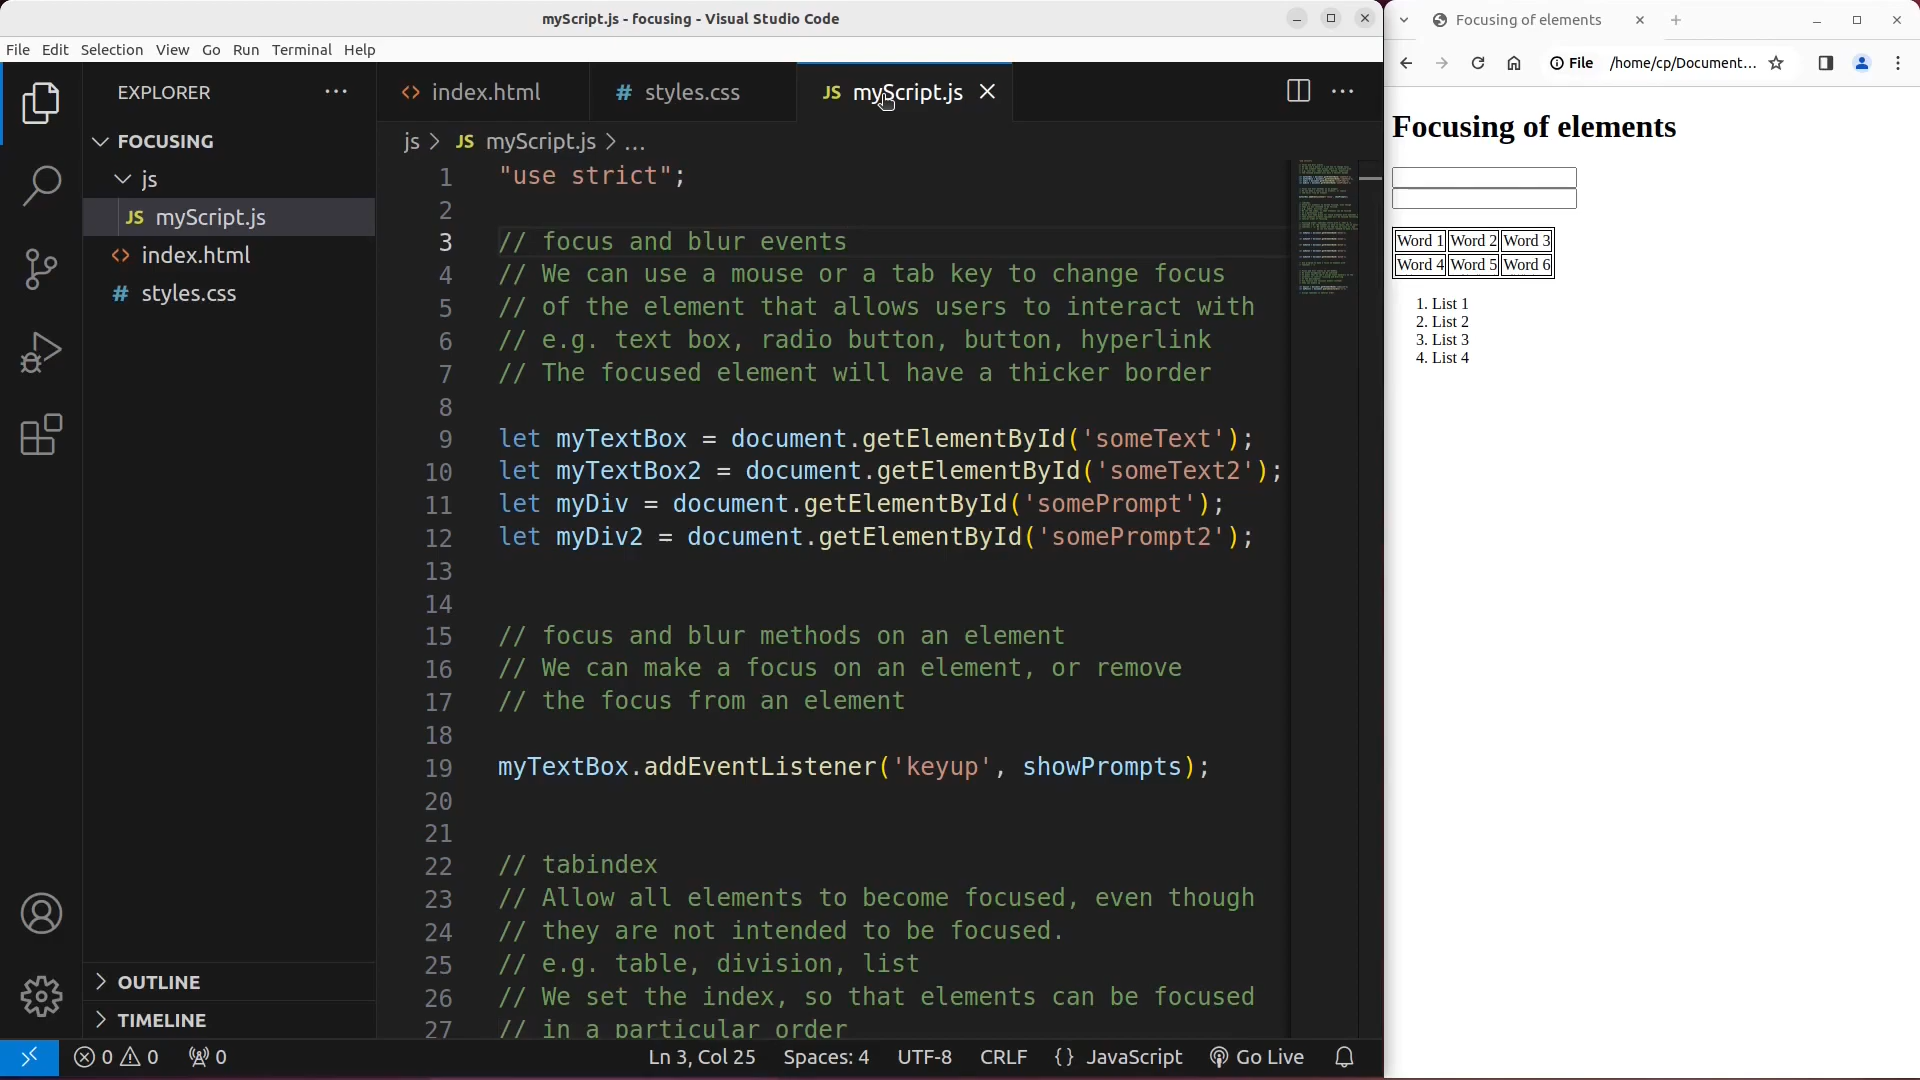 myScript.js - focusing - Visual Studio Code
File Edit Selection View Go Run Terminal Help
EXPLORER
FOCUSING
js
JS myScript.js
<> index.html
# styles.css
OUTLINE
TIMELINE
<> index.html
# styles.css
JS myScript.js
js > JS myScript.js > ...
1 "use strict";
2
3 // focus and blur events
4 // We can use a mouse or a tab key to change focus
5 // of the element that allows users to interact with
6 // e.g. text box, radio button, button, hyperlink
7 // The focused element will have a thicker border
8
9 let myTextBox = document.getElementById('someText');
10 let myTextBox2 = document.getElementById('someText2');
11 let myDiv = document.getElementById('somePrompt');
12 let myDiv2 = document.getElementById('somePrompt2');
13
14
15 // focus and blur methods on an element
16 // We can make a focus on an element, or remove
17 // the focus from an element
18
19 myTextBox.addEventListener('keyup', showPrompts);
20
21
22 // tabindex
23 // Allow all elements to become focused, even though
24 // they are not intended to be focused.
25 // e.g. table, division, list
26 // We set the index, so that elements can be focused
27 // in a particular order
0 0 0 Ln 3, Col 25 Spaces: 4 UTF-8 CRLF {} JavaScript Go Live
Focusing of elements
File /home/cp/Document...
Focusing of elements
Word 1 Word 2 Word 3
Word 4 Word 5 Word 6
1. List 1
2. List 2
3. List 3
4. List 4